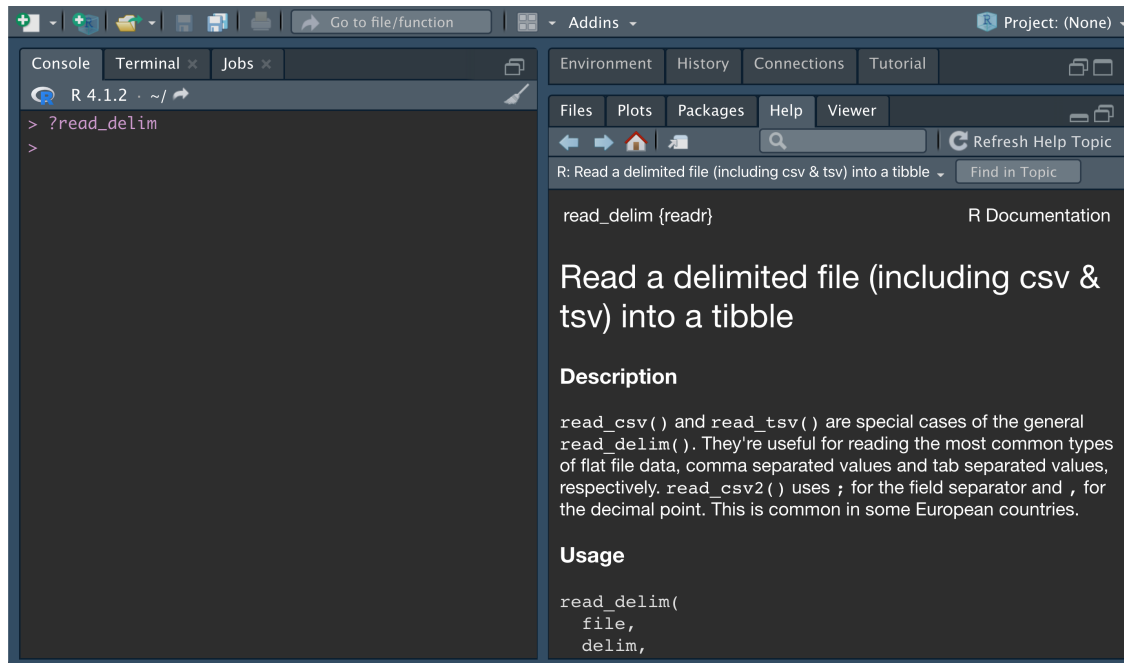 Go to file/function
Addins
Project: (None)
Console Terminal Jobs
R 4.1.2 · ~/
> ?read_delim
>
Environment History Connections Tutorial
Files Plots Packages Help Viewer
Refresh Help Topic
R: Read a delimited file (including csv & tsv) into a tibble
Find in Topic
read_delim {readr}
R Documentation
Read a delimited file (including csv &
tsv) into a tibble
Description
read_csv() and read_tsv() are special cases of the general
read_delim(). They're useful for reading the most common types
of flat file data, comma separated values and tab separated values,
respectively. read_csv2() uses ; for the field separator and , for
the decimal point. This is common in some European countries.
Usage
read_delim(
  file,
  delim,